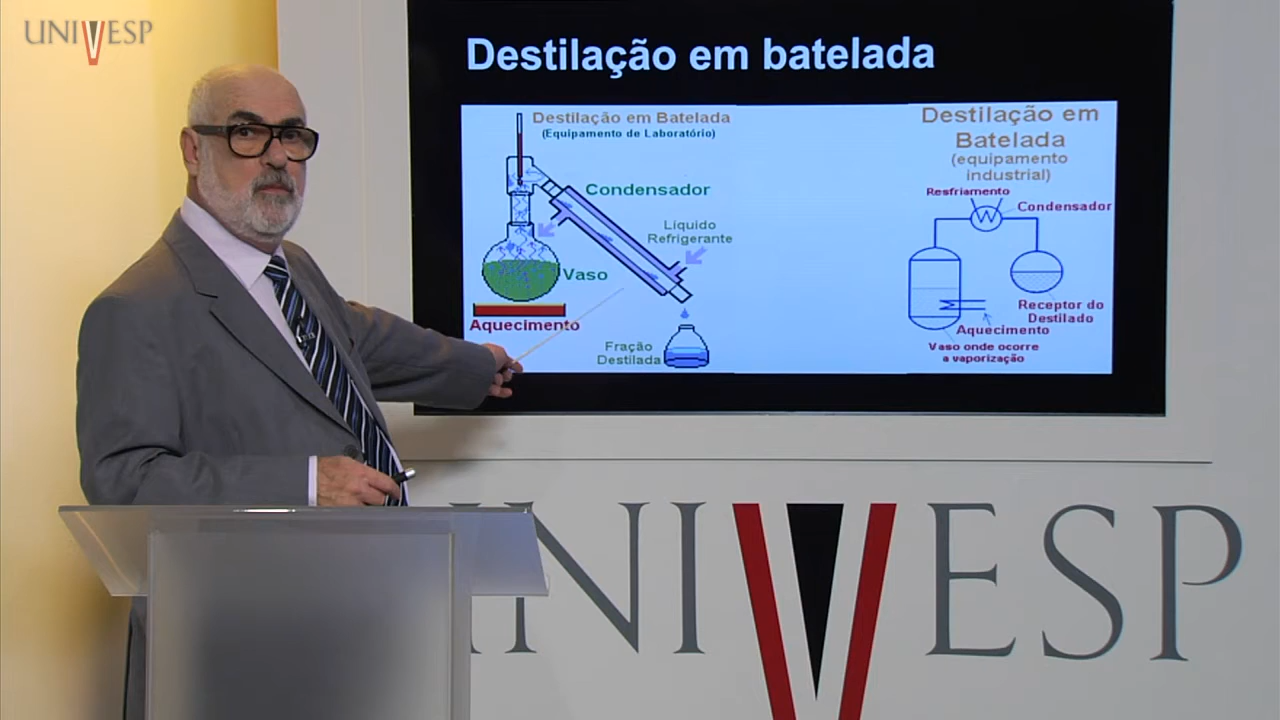 UNIVESP
Destilação em batelada
Destilação em Batelada
(Equipamento de Laboratório)
Condensador
Líquido
Refrigerante
Vaso
Aquecimento
Fração
Destilada
Destilação em
Batelada
(equipamento
industrial)
Resfriamento
Condensador
Receptor do
Destilado
Aquecimento
Vaso onde ocorre
a vaporização
UNIVESP